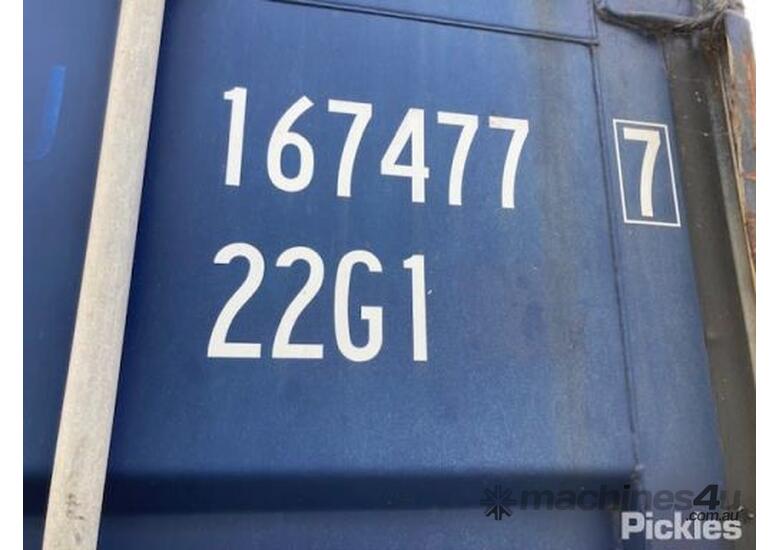 167477 7
22G1
machines4u
.com.au
Pickles